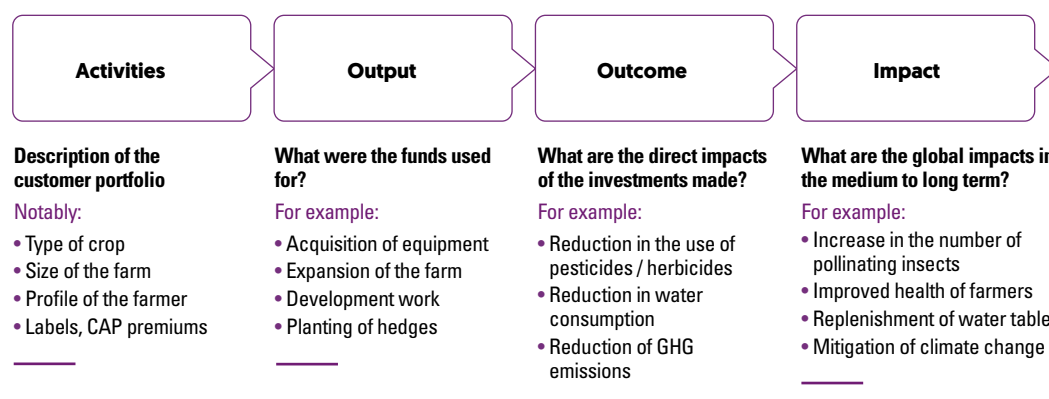 Activities
Output
Outcome
Impact
Description of the
customer portfolio
Notably:
• Type of crop
• Size of the farm
• Profile of the farmer
• Labels, CAP premiums
What were the funds used
for?
For example:
• Acquisition of equipment
• Expansion of the farm
• Development work
• Planting of hedges
What are the direct impacts
of the investments made?
For example:
• Reduction in the use of
pesticides / herbicides
• Reduction in water
consumption
• Reduction of GHG
emissions
What are the global impacts in
the medium to long term?
For example:
• Increase in the number of
pollinating insects
• Improved health of farmers
• Replenishment of water table
• Mitigation of climate change